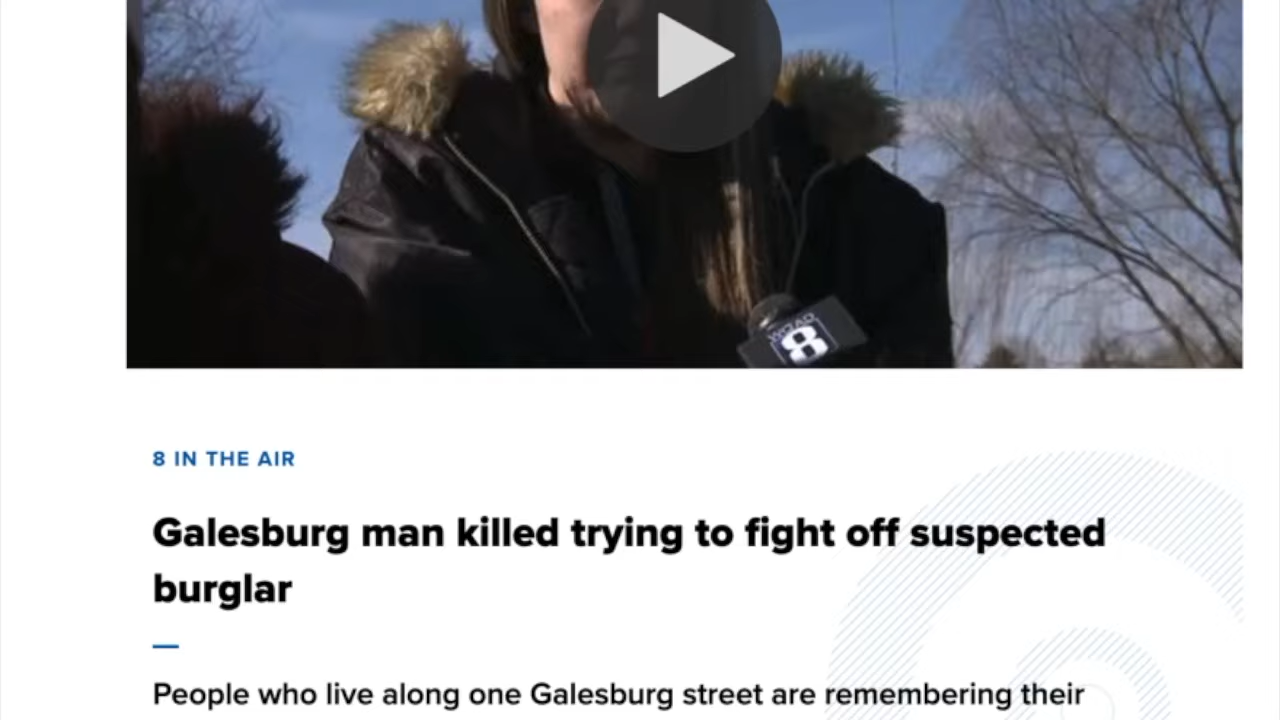 8
8 IN THE AIR
Galesburg man killed trying to fight off suspected
burglar
People who live along one Galesburg street are remembering their